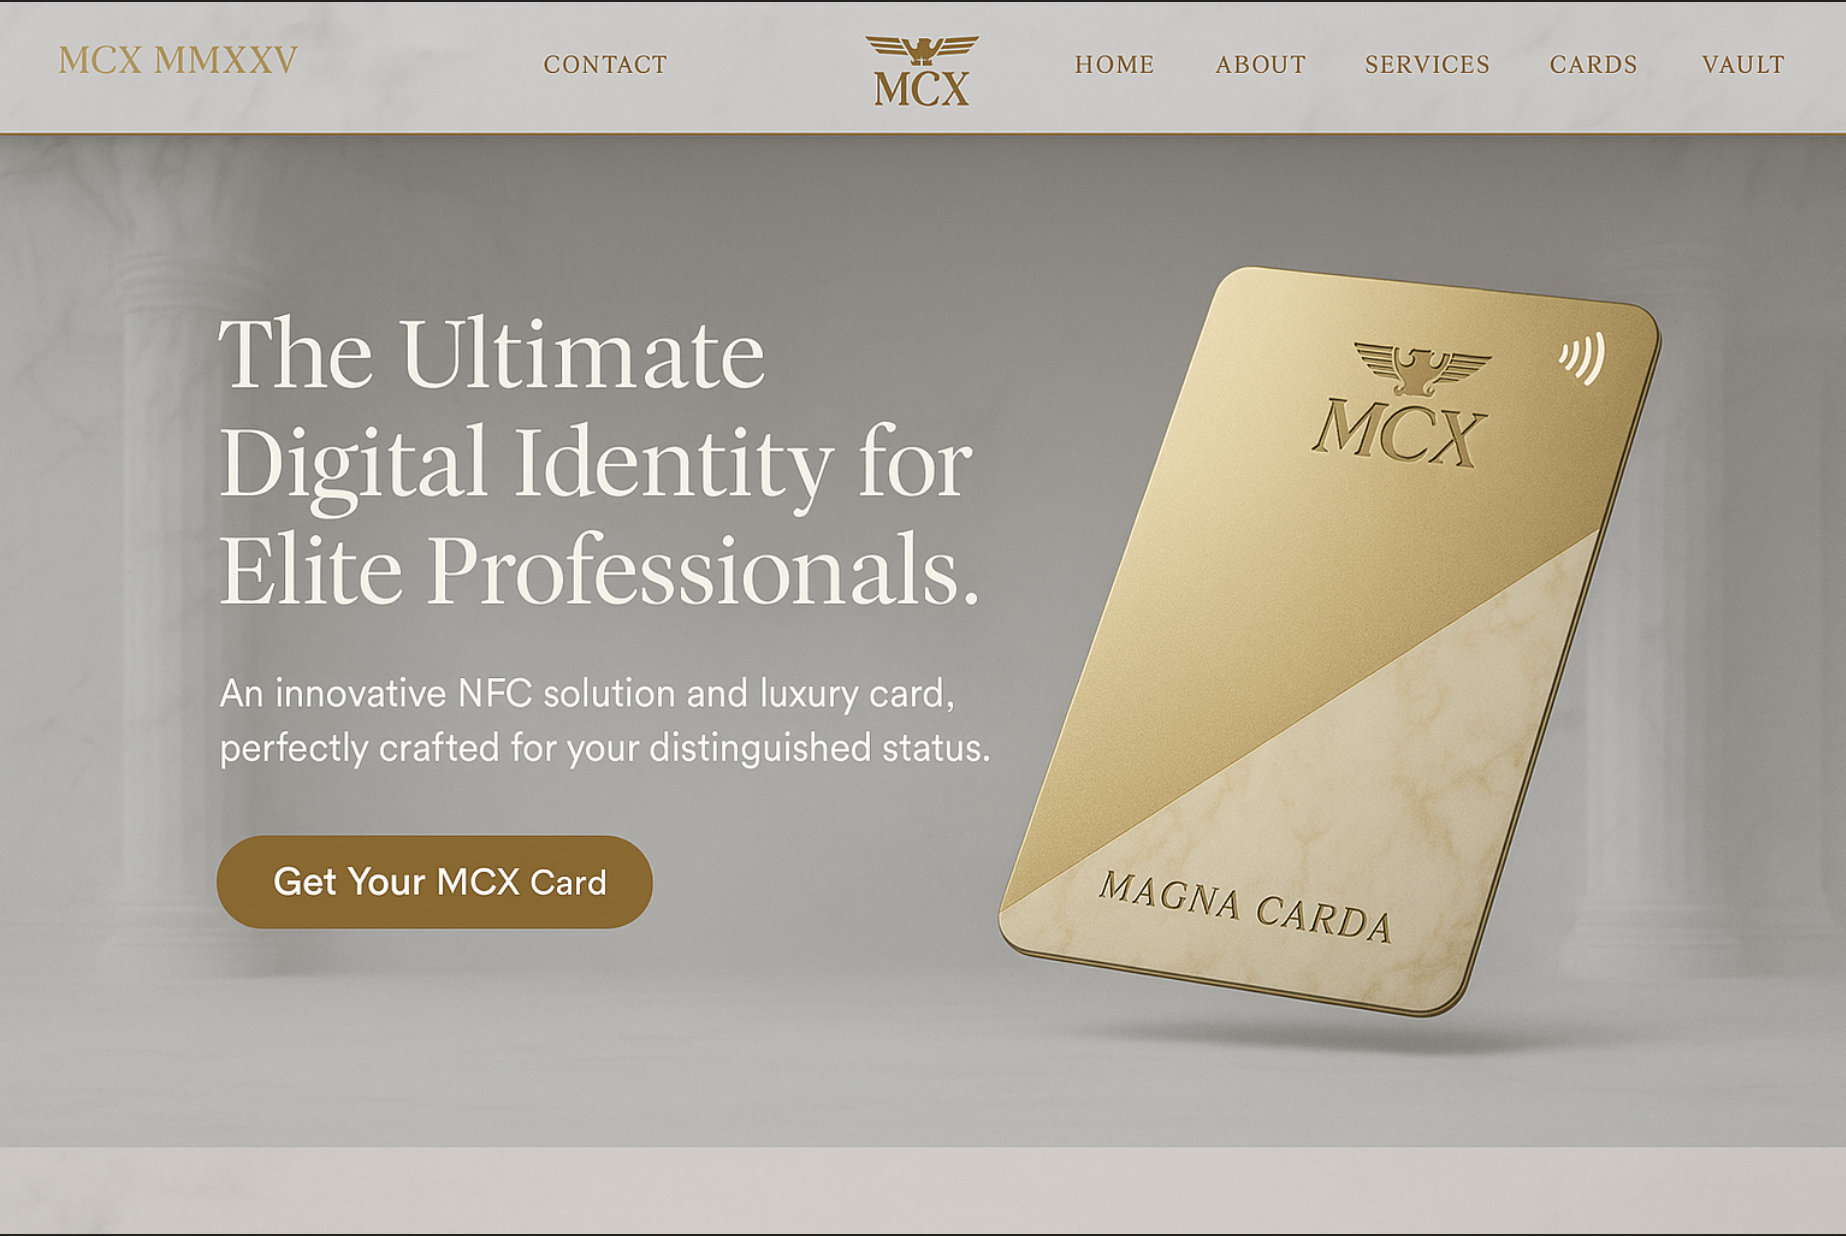 MCX MMXXV
CONTACT
MCX
HOME
ABOUT
SERVICES
CARDS
VAULT
The Ultimate
Digital Identity for
Elite Professionals.
An innovative NFC solution and luxury card,
perfectly crafted for your distinguished status.
Get Your MCX Card
MCX
MAGNA CARDA